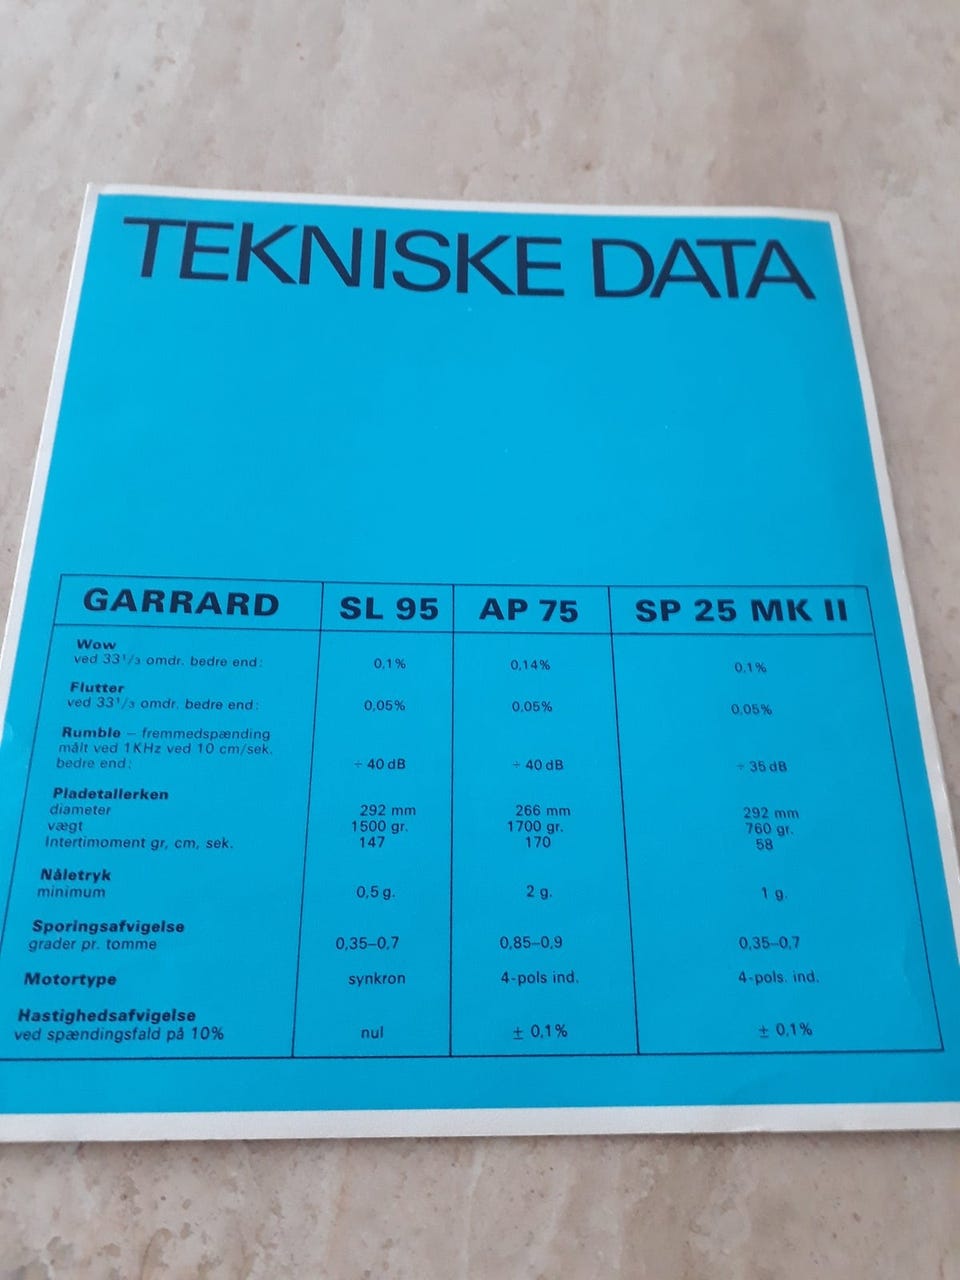 TEKNISKE DATA
GARRARD SL 95 AP 75 SP 25 MK II
Wow
ved 33 1/3 omdr. bedre end: 0,1% 0,14% 0,1%
Flutter
ved 33 1/3 omdr. bedre end: 0,05% 0,05% 0,05%
Rumble – fremmedspænding
målt ved 1KHz ved 10 cm/sek.
bedre end: ÷ 40 dB ÷ 40 dB ÷ 35 dB
Pladetallerken
diameter 292 mm 266 mm 292 mm
vægt 1500 gr. 1700 gr. 760 gr.
Intertimoment gr, cm, sek. 147 170 58
Nåletryk
minimum 0,5 g. 2 g. 1 g.
Sporingsafvigelse
grader pr. tomme 0,35–0,7 0,85–0,9 0,35–0,7
Motortype synkron 4-pols ind. 4-pols. ind.
Hastighedsafvigelse
ved spændingsfald på 10% nul ± 0,1% ± 0,1%